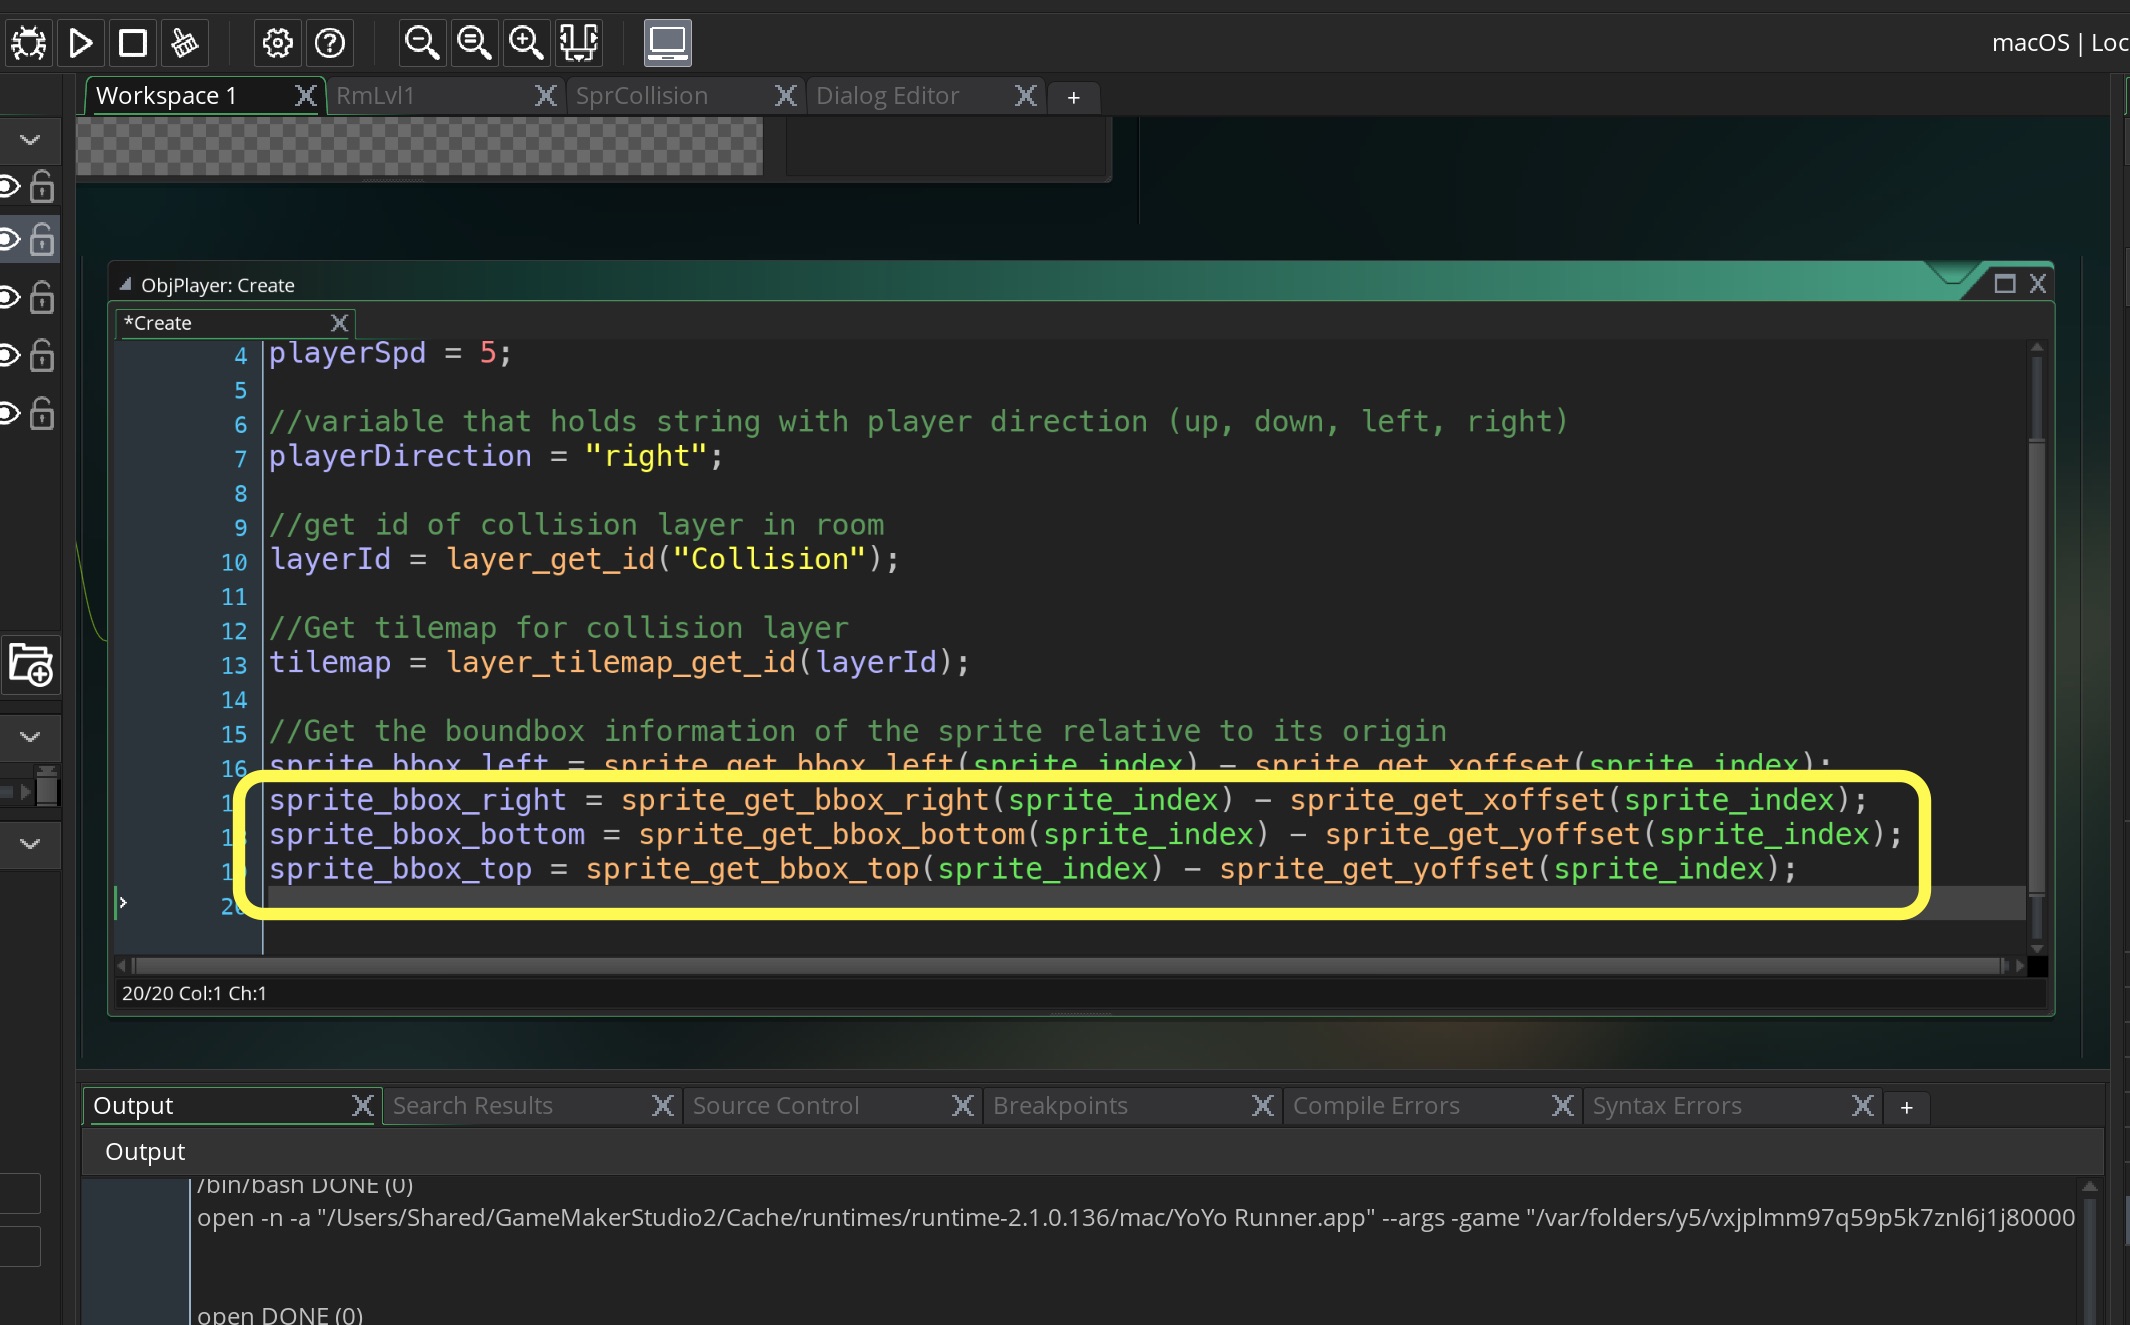 macOS | Loc
Workspace 1
RmLvl1
SprCollision
Dialog Editor
+
ObjPlayer: Create
*Create
4 playerSpd = 5;
5
6 //variable that holds string with player direction (up, down, left, right)
7 playerDirection = "right";
8
9 //get id of collision layer in room
10 layerId = layer_get_id("Collision");
11
12 //Get tilemap for collision layer
13 tilemap = layer_tilemap_get_id(layerId);
14
15 //Get the boundbox information of the sprite relative to its origin
16 sprite_bbox_left = sprite_get_bbox_left(sprite_index) - sprite_get_xoffset(sprite_index);
1 sprite_bbox_right = sprite_get_bbox_right(sprite_index) - sprite_get_xoffset(sprite_index);
1 sprite_bbox_bottom = sprite_get_bbox_bottom(sprite_index) - sprite_get_yoffset(sprite_index);
1 sprite_bbox_top = sprite_get_bbox_top(sprite_index) - sprite_get_yoffset(sprite_index);
20
20/20 Col:1 Ch:1
Output
Search Results
Source Control
Breakpoints
Compile Errors
Syntax Errors
+
Output
/bin/bash DONE (0)
open -n -a "/Users/Shared/GameMakerStudio2/Cache/runtimes/runtime-2.1.0.136/mac/YoYo Runner.app" --args -game "/var/folders/y5/vxjplmm97q59p5k7znl6j1j80000
open DONE (0)